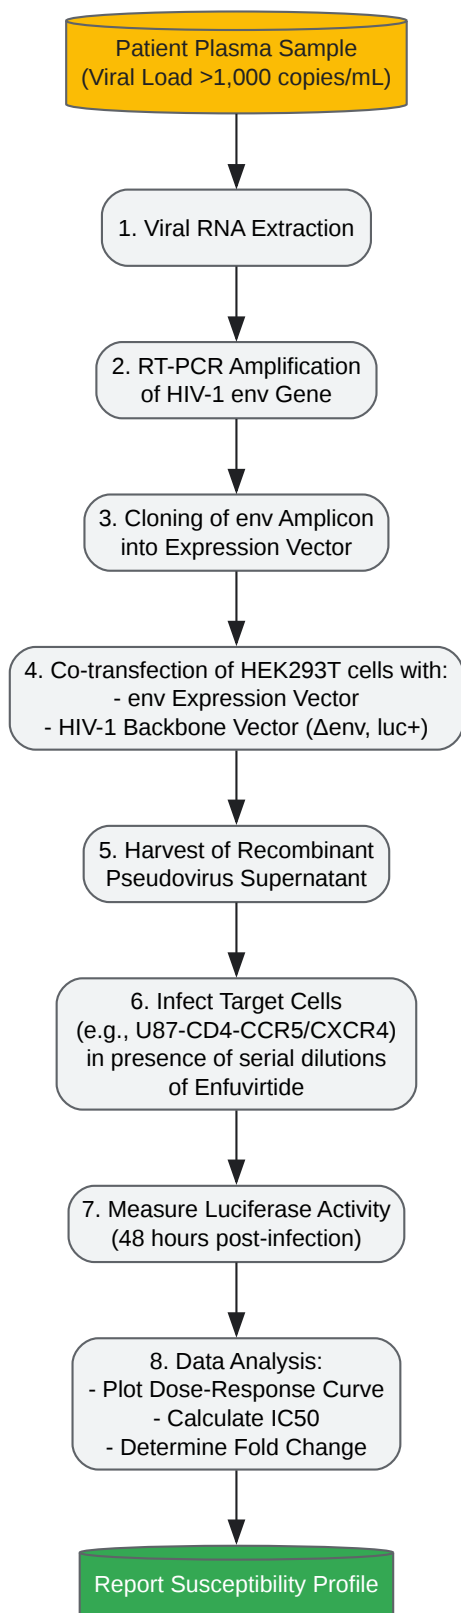 Patient Plasma Sample
(Viral Load >1,000 copies/mL)
1. Viral RNA Extraction
2. RT-PCR Amplification
of HIV-1 env Gene
3. Cloning of env Amplicon
into Expression Vector
4. Co-transfection of HEK293T cells with:
- env Expression Vector
- HIV-1 Backbone Vector (Δenv, luc+)
5. Harvest of Recombinant
Pseudovirus Supernatant
6. Infect Target Cells
(e.g., U87-CD4-CCR5/CXCR4)
in presence of serial dilutions
of Enfuvirtide
7. Measure Luciferase Activity
(48 hours post-infection)
8. Data Analysis:
- Plot Dose-Response Curve
- Calculate IC50
- Determine Fold Change
Report Susceptibility Profile